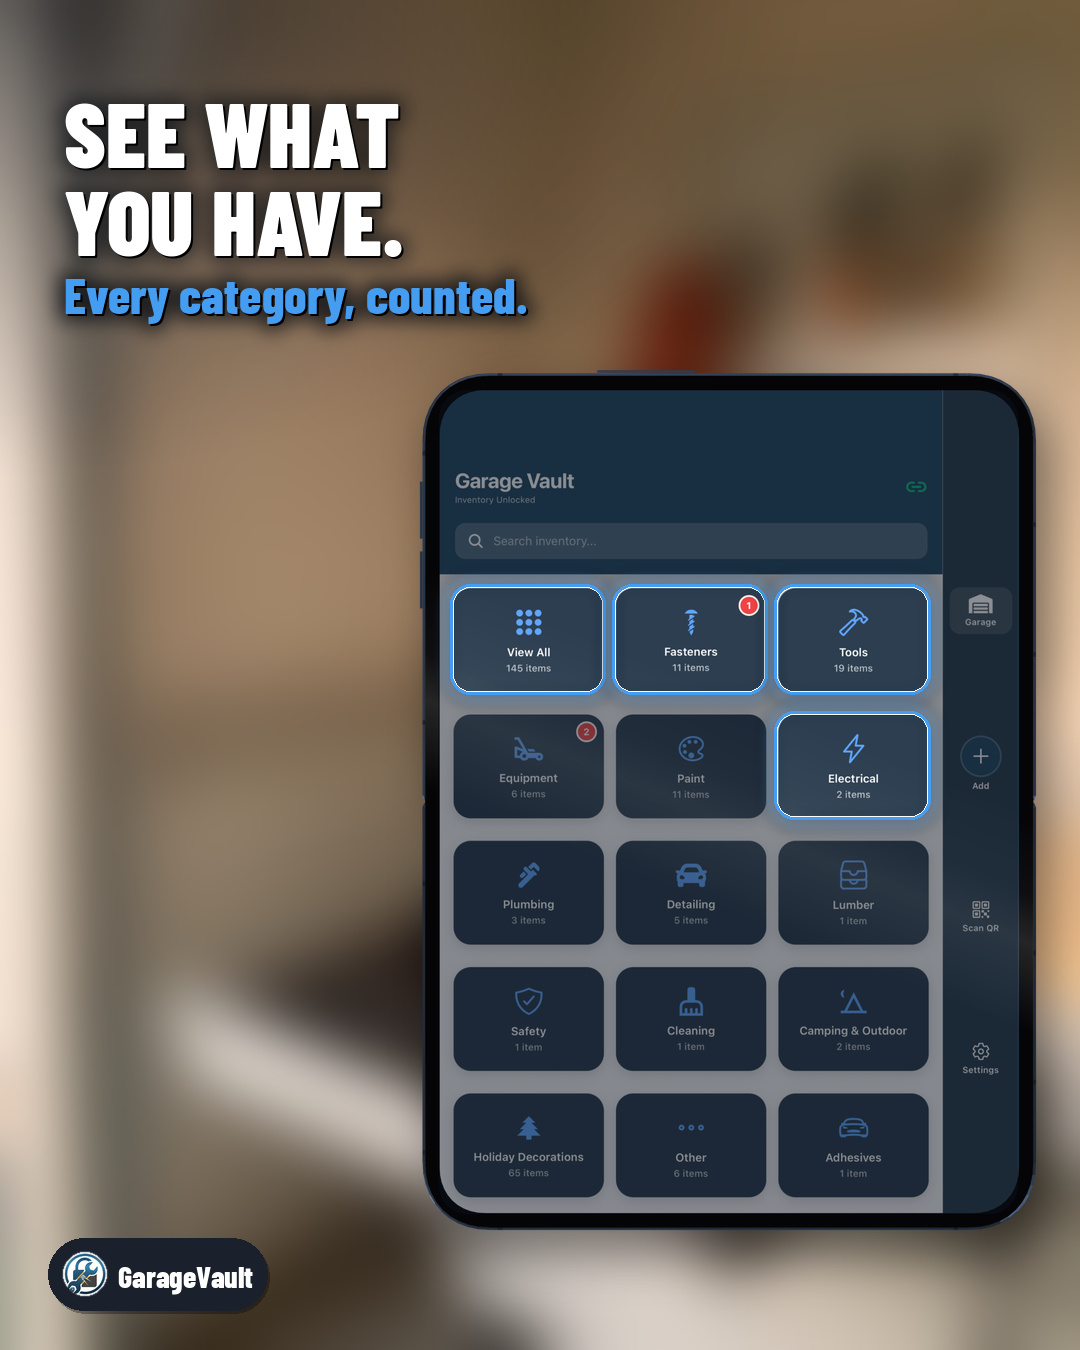 SEE WHAT
YOU HAVE.
Every category, counted.
Garage Vault
Inventory Unlocked
Search inventory...
View All
145 items
1
Fasteners
11 items
Tools
19 items
Garage
2
Equipment
6 items
Paint
11 items
Electrical
2 items
Add
Plumbing
3 items
Detailing
5 items
Lumber
1 item
Scan QR
Safety
1 item
Cleaning
1 item
Camping & Outdoor
2 items
Settings
Holiday Decorations
65 items
Other
6 items
Adhesives
1 item
GarageVault